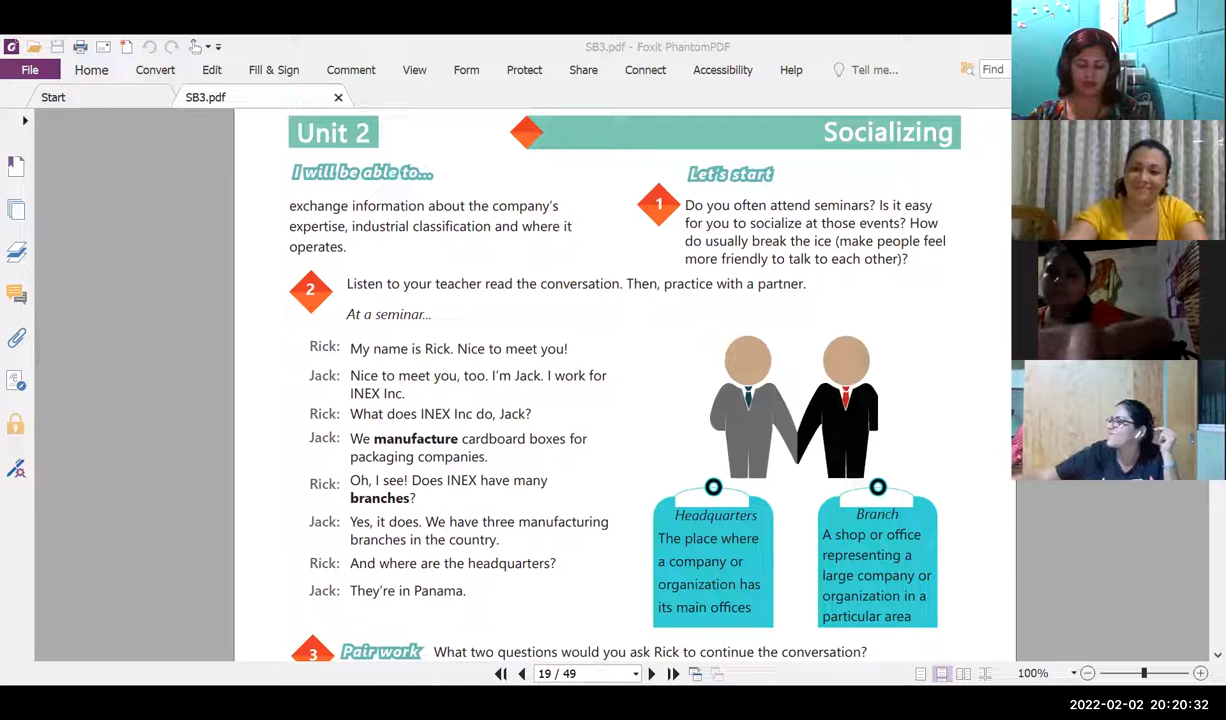 SB3.pdf - Foxit PhantomPDF
File Home Convert Edit Fill & Sign Comment View Form Protect Share Connect Accessibility Help Tell me... Find
Start SB3.pdf
Unit 2
Socializing
I will be able to...
exchange information about the company's
expertise, industrial classification and where it
operates.
Let's start
1
Do you often attend seminars? Is it easy
for you to socialize at those events? How
do usually break the ice (make people feel
more friendly to talk to each other)?
2
Listen to your teacher read the conversation. Then, practice with a partner.
At a seminar...
Rick: My name is Rick. Nice to meet you!
Jack: Nice to meet you, too. I'm Jack. I work for
INEX Inc.
Rick: What does INEX Inc do, Jack?
Jack: We manufacture cardboard boxes for
packaging companies.
Rick: Oh, I see! Does INEX have many
branches?
Jack: Yes, it does. We have three manufacturing
branches in the country.
Rick: And where are the headquarters?
Jack: They're in Panama.
Headquarters
The place where
a company or
organization has
its main offices
Branch
A shop or office
representing a
large company or
organization in a
particular area
3
Pair work What two questions would you ask Rick to continue the conversation?
19 / 49
100%
2022-02-02 20:20:32